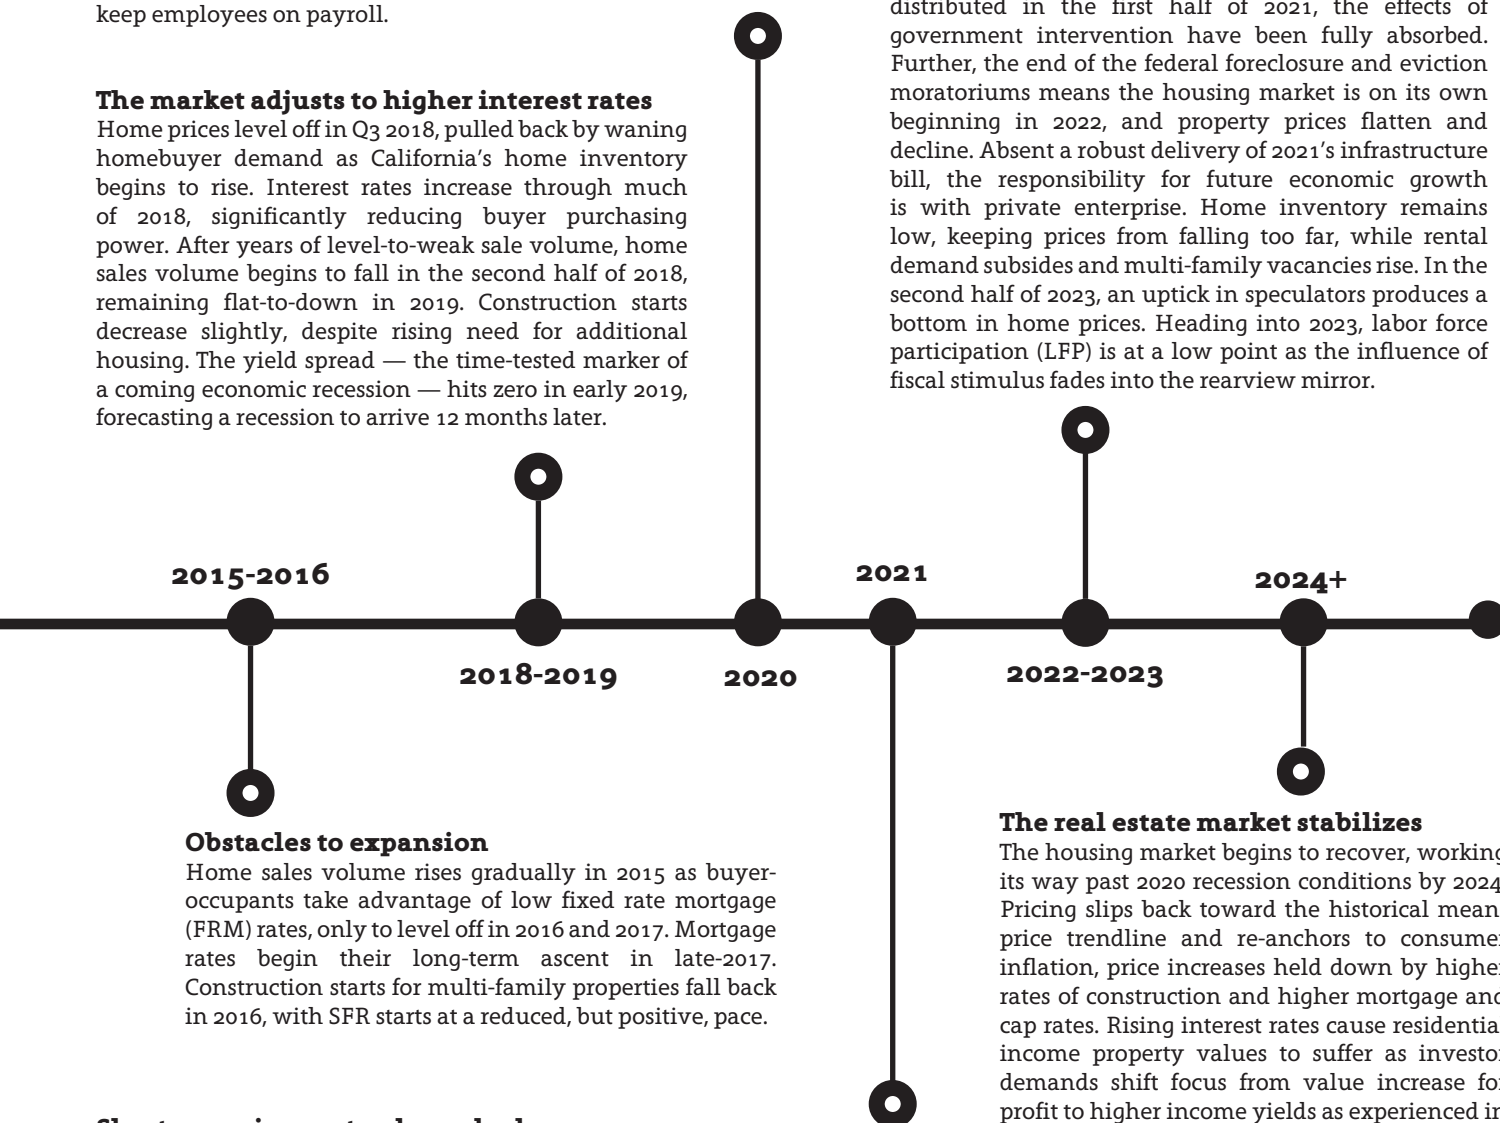 keep employees on payroll.
The market adjusts to higher interest rates
Home prices level off in Q3 2018, pulled back by waning
homebuyer demand as California’s home inventory
begins to rise. Interest rates increase through much
of 2018, significantly reducing buyer purchasing
power. After years of level-to-weak sale volume, home
sales volume begins to fall in the second half of 2018,
remaining flat-to-down in 2019. Construction starts
decrease slightly, despite rising need for additional
housing. The yield spread — the time-tested marker of
a coming economic recession — hits zero in early 2019,
forecasting a recession to arrive 12 months later.
distributed in the first half of 2021, the effects of
government intervention have been fully absorbed.
Further, the end of the federal foreclosure and eviction
moratoriums means the housing market is on its own
beginning in 2022, and property prices flatten and
decline. Absent a robust delivery of 2021’s infrastructure
bill, the responsibility for future economic growth
is with private enterprise. Home inventory remains
low, keeping prices from falling too far, while rental
demand subsides and multi-family vacancies rise. In the
second half of 2023, an uptick in speculators produces a
bottom in home prices. Heading into 2023, labor force
participation (LFP) is at a low point as the influence of
fiscal stimulus fades into the rearview mirror.
2015-2016
2018-2019
2020
2021
2022-2023
2024+
Obstacles to expansion
Home sales volume rises gradually in 2015 as buyer-
occupants take advantage of low fixed rate mortgage
(FRM) rates, only to level off in 2016 and 2017. Mortgage
rates begin their long-term ascent in late-2017.
Construction starts for multi-family properties fall back
in 2016, with SFR starts at a reduced, but positive, pace.
The real estate market stabilizes
The housing market begins to recover, working
its way past 2020 recession conditions by 2024
Pricing slips back toward the historical mean
price trendline and re-anchors to consumer
inflation, price increases held down by higher
rates of construction and higher mortgage and
cap rates. Rising interest rates cause residential
income property values to suffer as investor
demands shift focus from value increase for
profit to higher income yields as experienced in